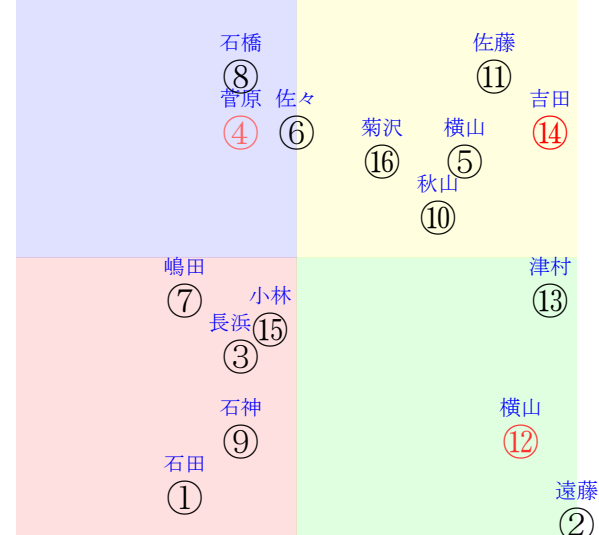 石橋
⑧
佐藤
⑪
菅原
④
佐々
⑥
菊沢
⑯
横山
⑤
吉田
⑭
秋山
⑩
嶋田
⑦
小林
⑮
津村
⑬
長浜
③
石神
⑨
横山
⑫
石田
①
遠藤
②